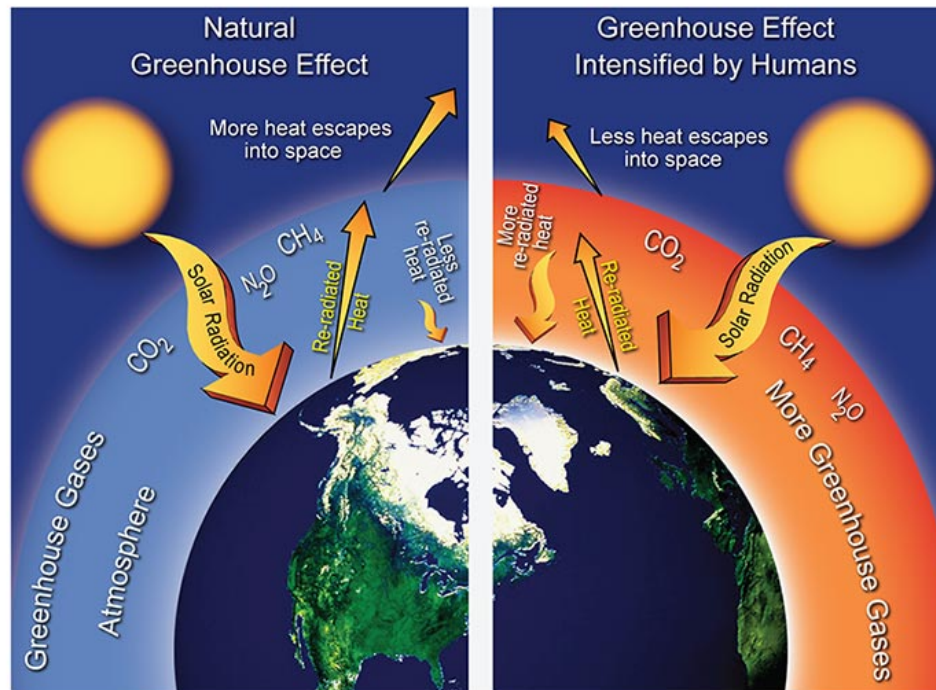 Natural
Greenhouse Effect
More heat escapes
into space
Solar Radiation
CO₂
N₂O
CH₄
Re-radiated
Heat
Less
re-radiated
heat
Greenhouse Gases
Atmosphere
Greenhouse Effect
Intensified by Humans
Less heat escapes
into space
More
re-radiated
heat
Re-radiated
Heat
CO₂
Solar Radiation
CH₄
N₂O
More Greenhouse Gases